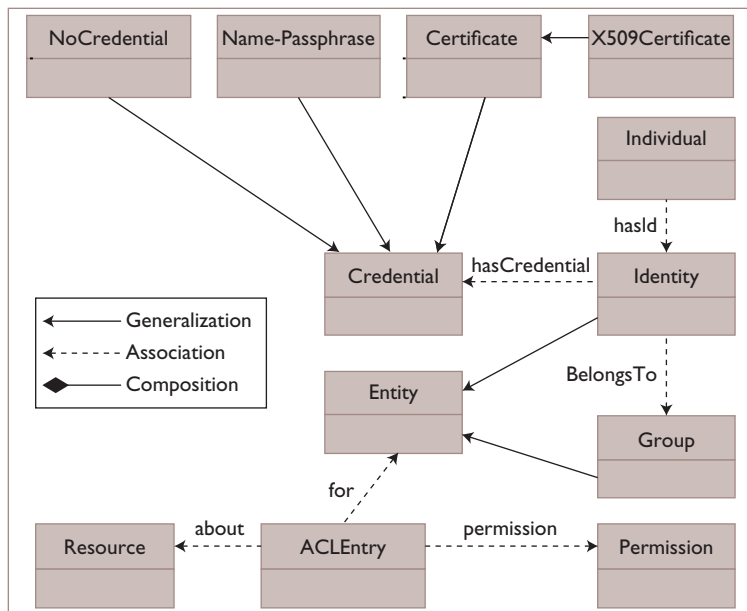 NoCredential
Name-Passphrase
Certificate
X509Certificate
Individual
hasId
Credential
hasCredential
Identity
Generalization
Association
Composition
BelongsTo
Entity
Group
for
Resource
about
ACLEntry
permission
Permission